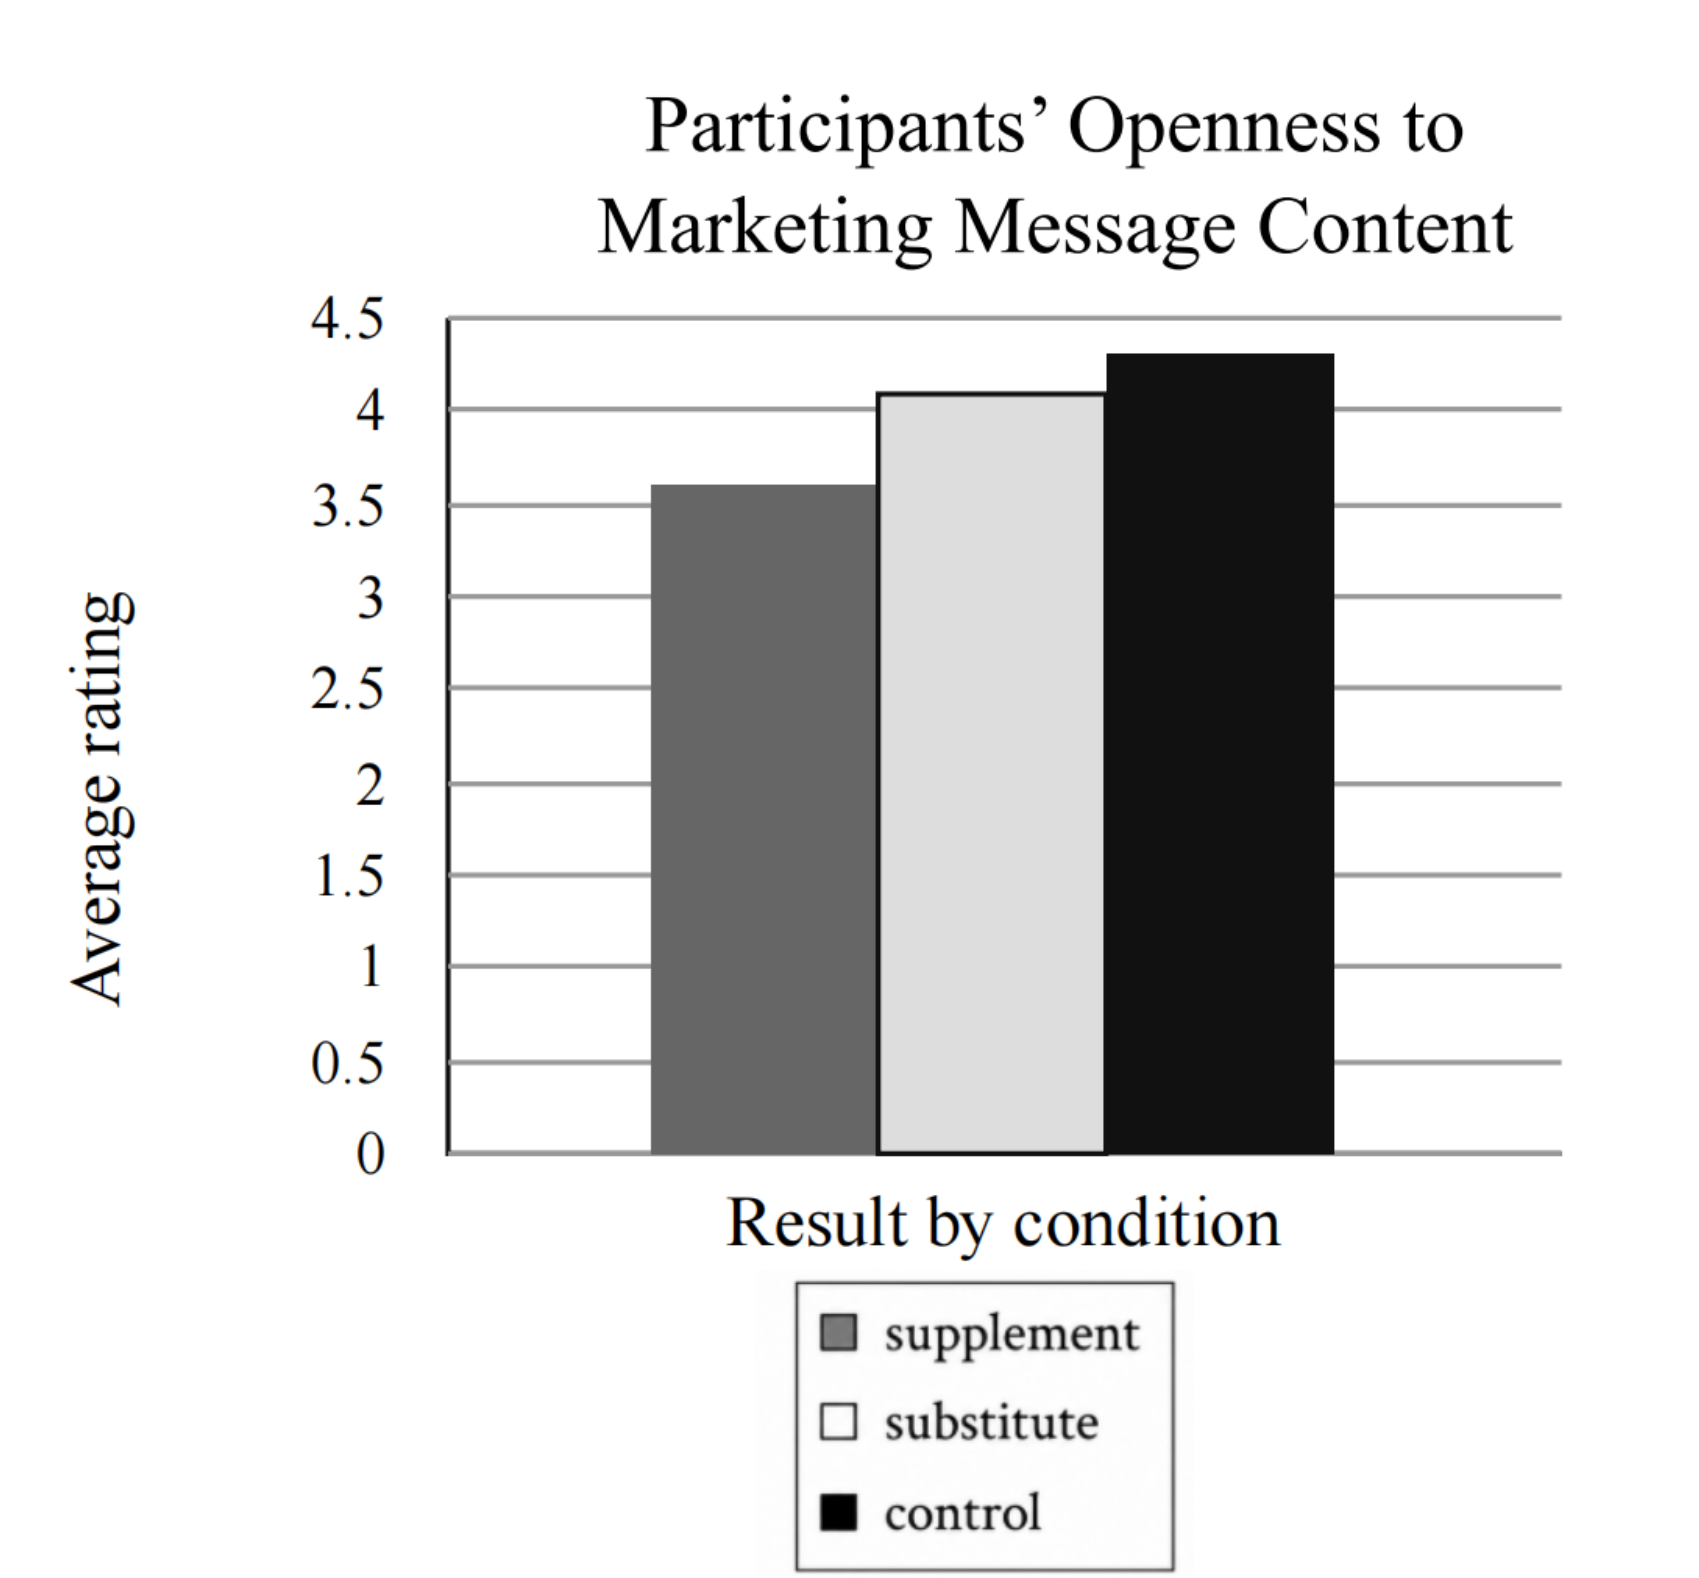 Participants’ Openness to
Marketing Message Content
Average rating
4.5
4
3.5
3
2.5
2
1.5
1
0.5
0
Result by condition
supplement
substitute
control